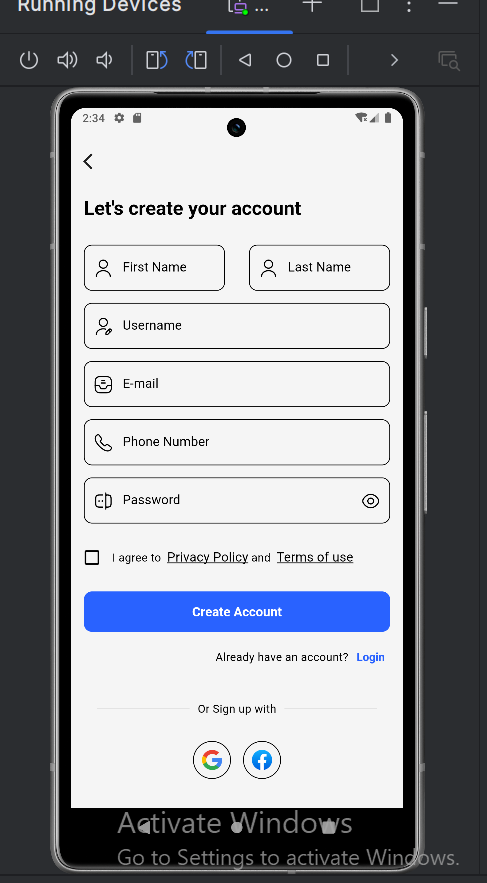 Running Devices
...
2:34
Let's create your account
First Name
Last Name
Username
E-mail
Phone Number
Password
I agree to Privacy Policy and Terms of use
Create Account
Already have an account? Login
Or Sign up with
Activate Windows
Go to Settings to activate Windows.